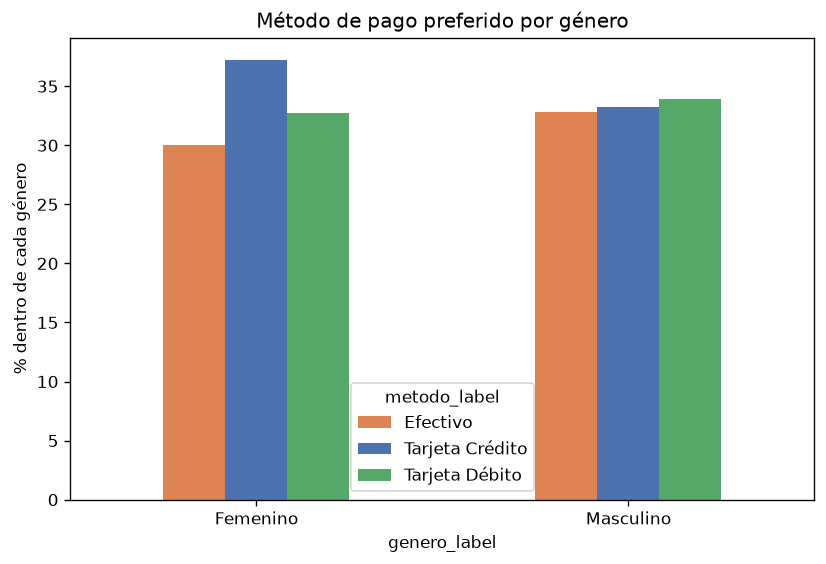 Método de pago preferido por género
% dentro de cada género
35
30
25
20
15
10
5
0
metodo_label
Efectivo
Tarjeta Crédito
Tarjeta Débito
Femenino
Masculino
genero_label